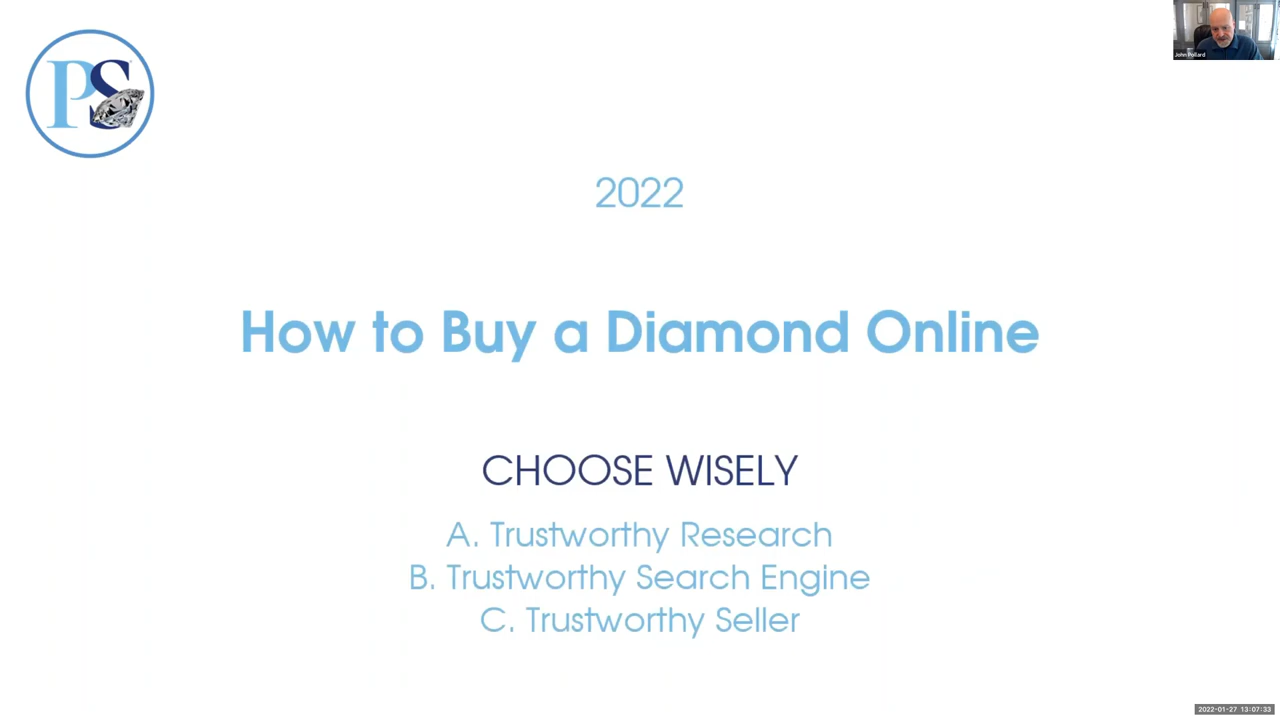 PS
John Pollard
2022
How to Buy a Diamond Online
CHOOSE WISELY
A. Trustworthy Research
B. Trustworthy Search Engine
C. Trustworthy Seller
2022-01-27 13:07:33